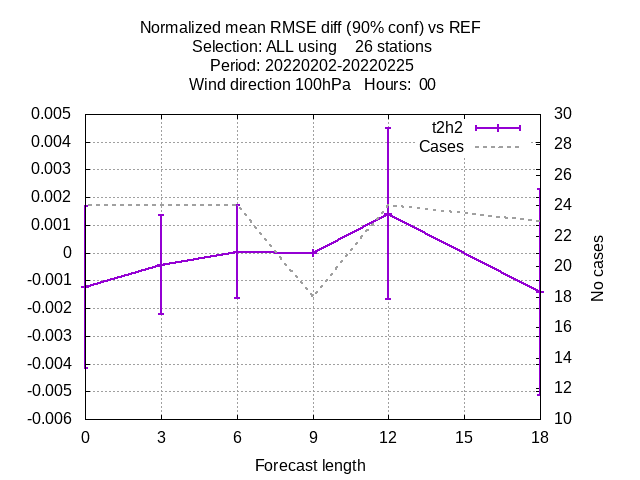 Normalized mean RMSE diff (90% conf) vs REF
Selection: ALL using    26 stations
Period: 20220202-20220225
Wind direction 100hPa   Hours:  00
0.005
0.004
0.003
0.002
0.001
0
-0.001
-0.002
-0.003
-0.004
-0.005
-0.006
t2h2
Cases
30
28
26
24
22
20
18
16
14
12
10
No cases
0 3 6 9 12 15 18
Forecast length